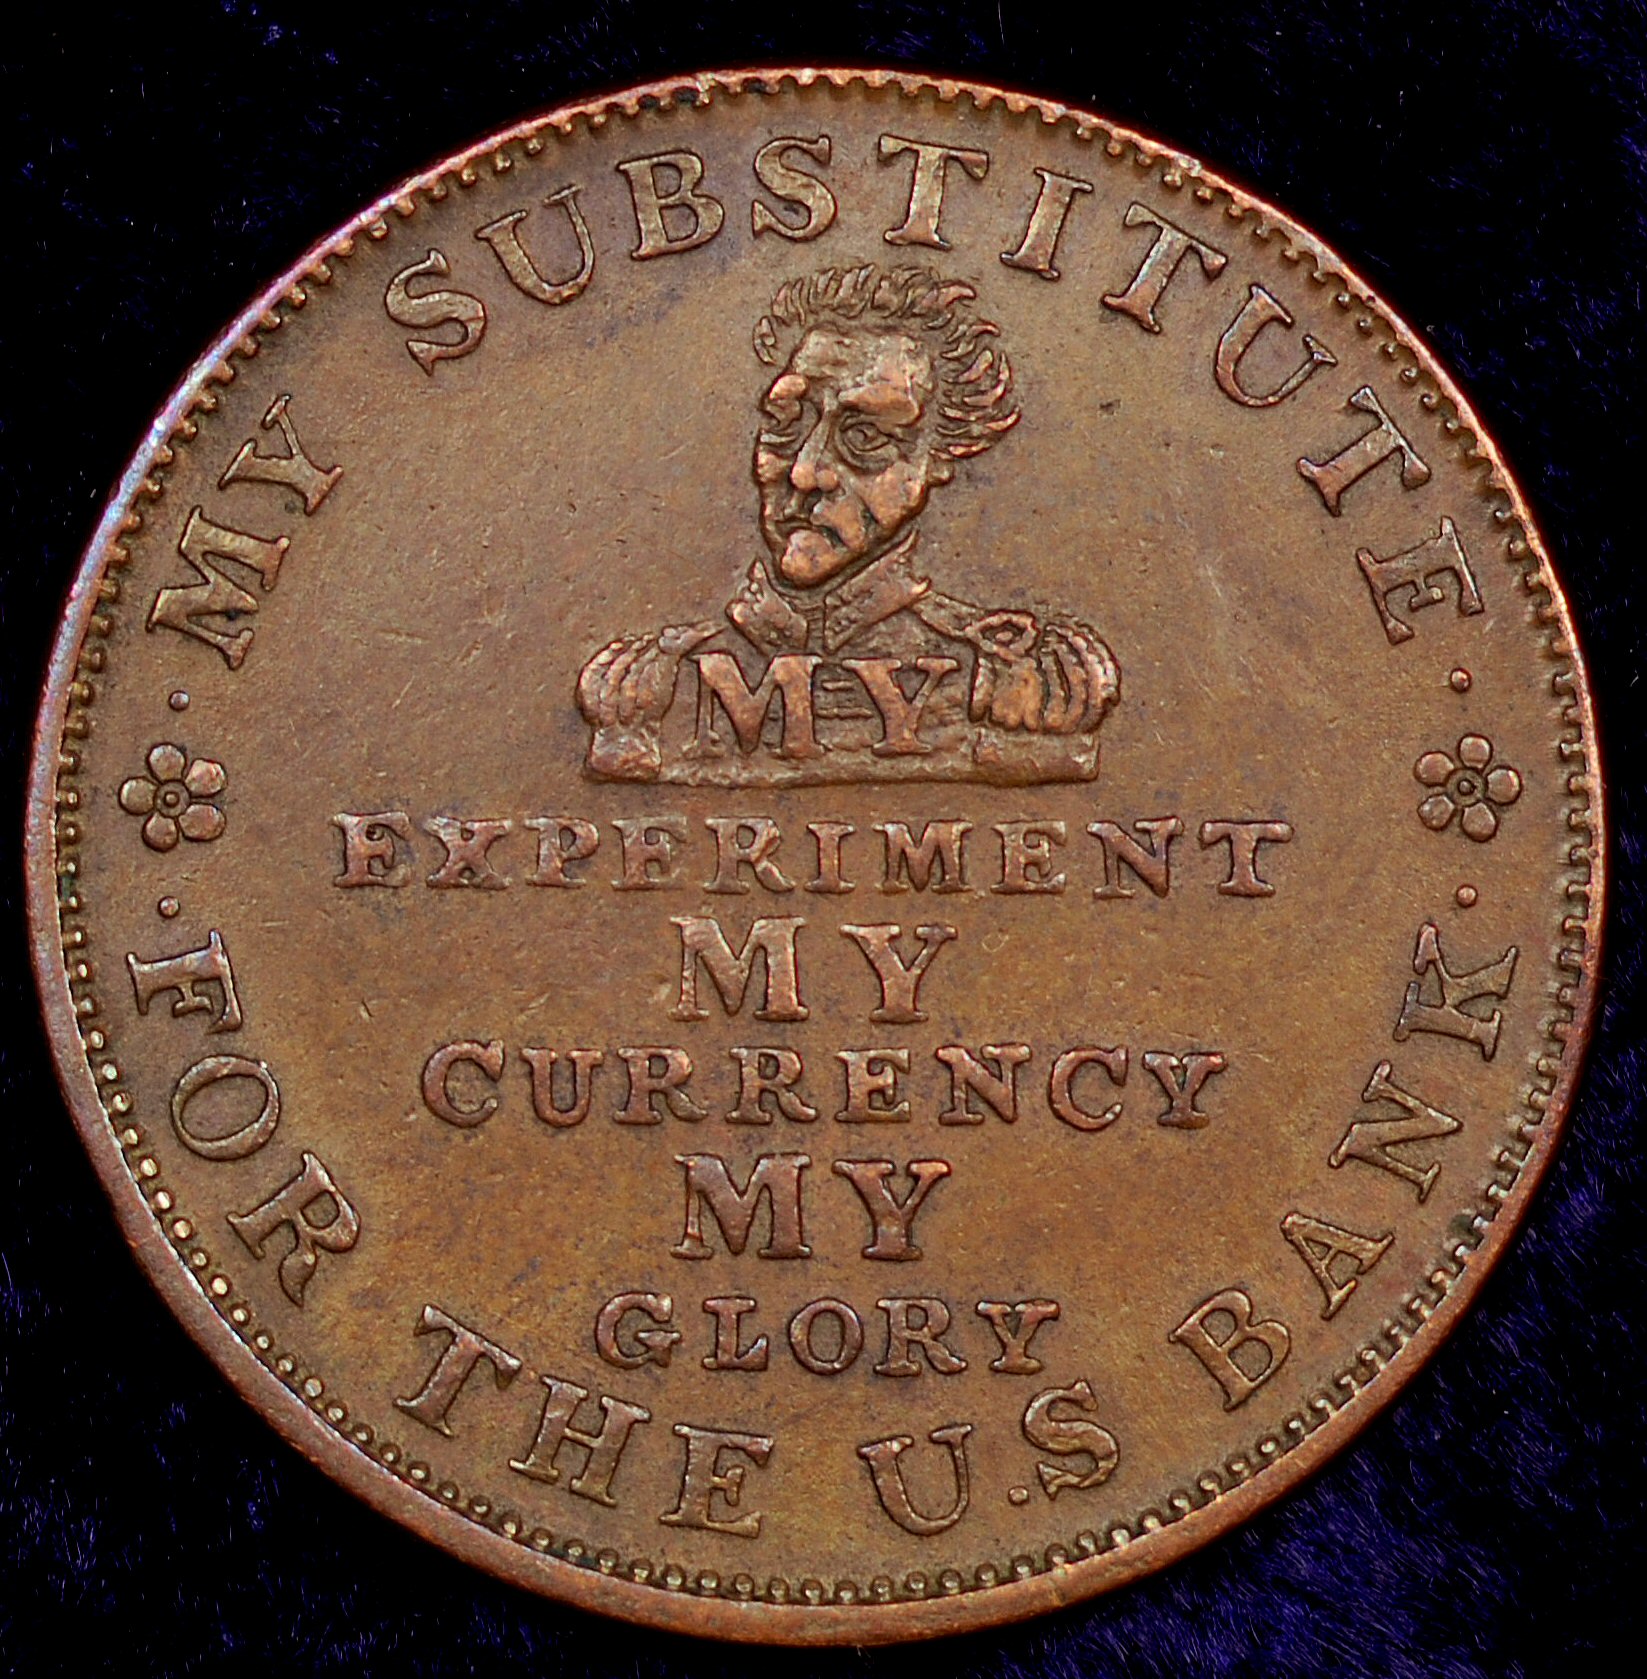 · MY SUBSTITUTE ·
· FOR THE U.S BANK ·
MY
EXPERIMENT
MY
CURRENCY
MY
GLORY